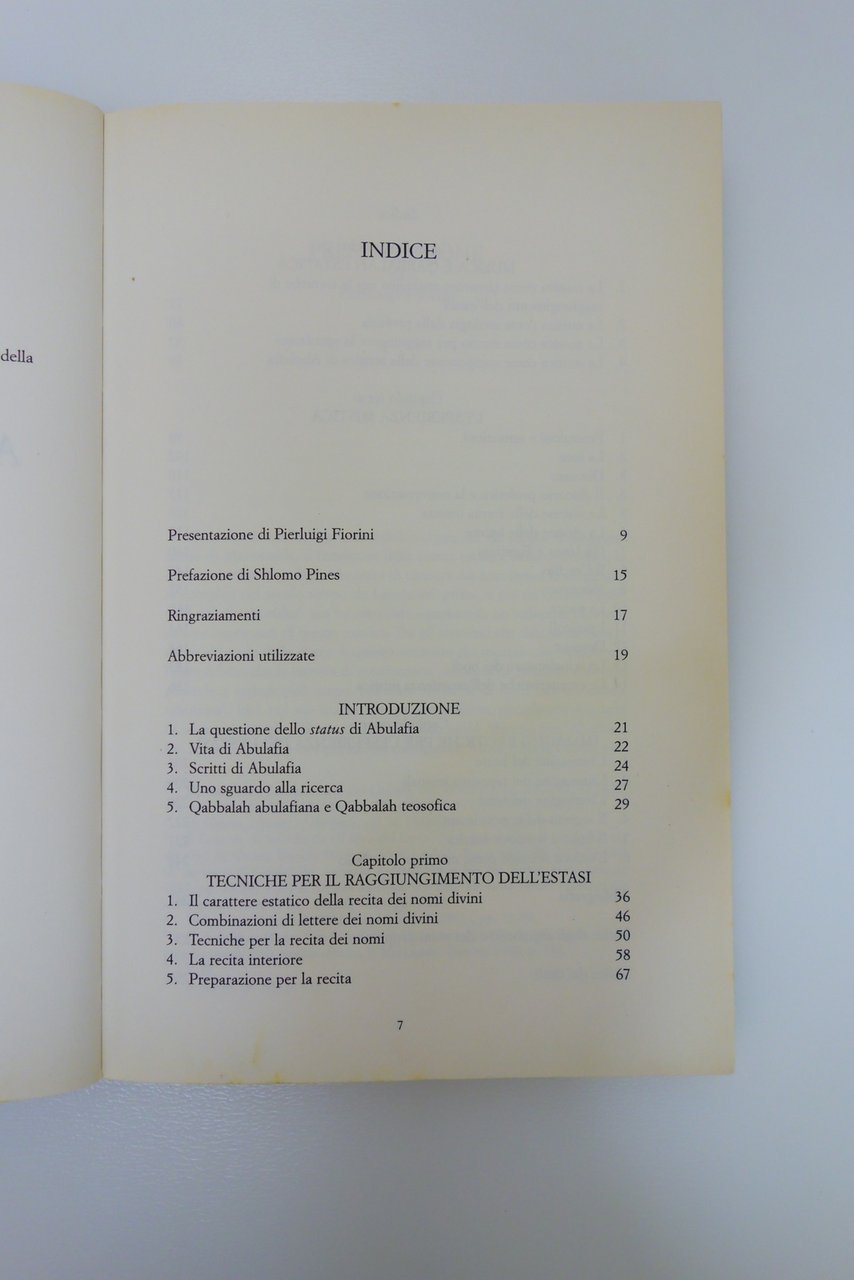 della
INDICE
Presentazione di Pierluigi Fiorini 9
Prefazione di Shlomo Pines 15
Ringraziamenti 17
Abbreviazioni utilizzate 19
INTRODUZIONE
1. La questione dello status di Abulafia 21
2. Vita di Abulafia 22
3. Scritti di Abulafia 24
4. Uno sguardo alla ricerca 27
5. Qabbalah abulafiana e Qabbalah teosofica 29
Capitolo primo
TECNICHE PER IL RAGGIUNGIMENTO DELL'ESTASI
1. Il carattere estatico della recita dei nomi divini 36
2. Combinazioni di lettere dei nomi divini 46
3. Tecniche per la recita dei nomi 50
4. La recita interiore 58
5. Preparazione per la recita 67
7